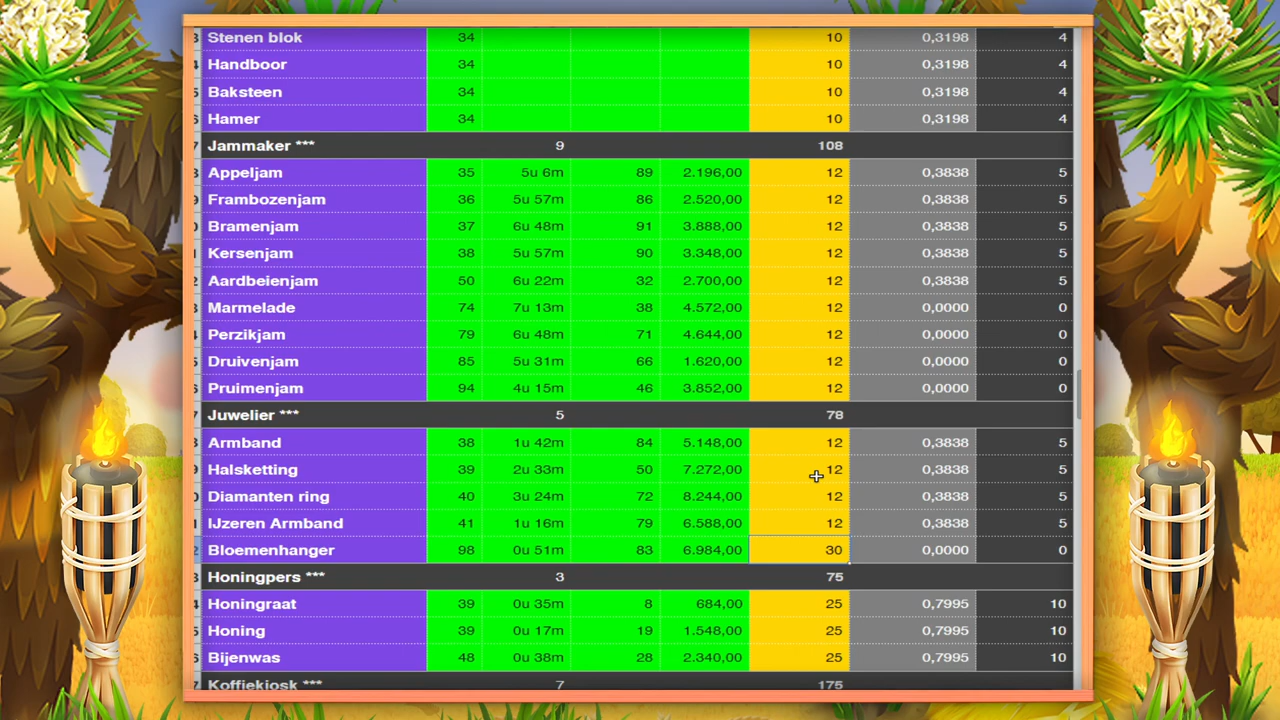 Stenen blok 34 10 0,3198 4
Handboor 34 10 0,3198 4
Baksteen 34 10 0,3198 4
Hamer 34 10 0,3198 4
Jammaker *** 9 108
Appeljam 35 5u 6m 89 2.196,00 12 0,3838 5
Frambozenjam 36 5u 57m 86 2.520,00 12 0,3838 5
Bramenjam 37 6u 48m 91 3.888,00 12 0,3838 5
Kersenjam 38 5u 57m 90 3.348,00 12 0,3838 5
Aardbeienjam 50 6u 22m 32 2.700,00 12 0,3838 5
Marmelade 74 7u 13m 38 4.572,00 12 0,0000 0
Perzikjam 79 6u 48m 71 4.644,00 12 0,0000 0
Druivenjam 85 5u 31m 66 1.620,00 12 0,0000 0
Pruimenjam 94 4u 15m 46 3.852,00 12 0,0000 0
Juwelier *** 5 78
Armband 38 1u 42m 84 5.148,00 12 0,3838 5
Halsketting 39 2u 33m 50 7.272,00 12 0,3838 5
Diamanten ring 40 3u 24m 72 8.244,00 12 0,3838 5
IJzeren Armband 41 1u 16m 79 6.588,00 12 0,3838 5
Bloemenhanger 98 0u 51m 83 6.984,00 30 0,0000 0
Honingpers *** 3 75
Honingraat 39 0u 35m 8 684,00 25 0,7995 10
Honing 39 0u 17m 19 1.548,00 25 0,7995 10
Bijenwas 48 0u 38m 28 2.340,00 25 0,7995 10
Koffiekiosk *** 7 175